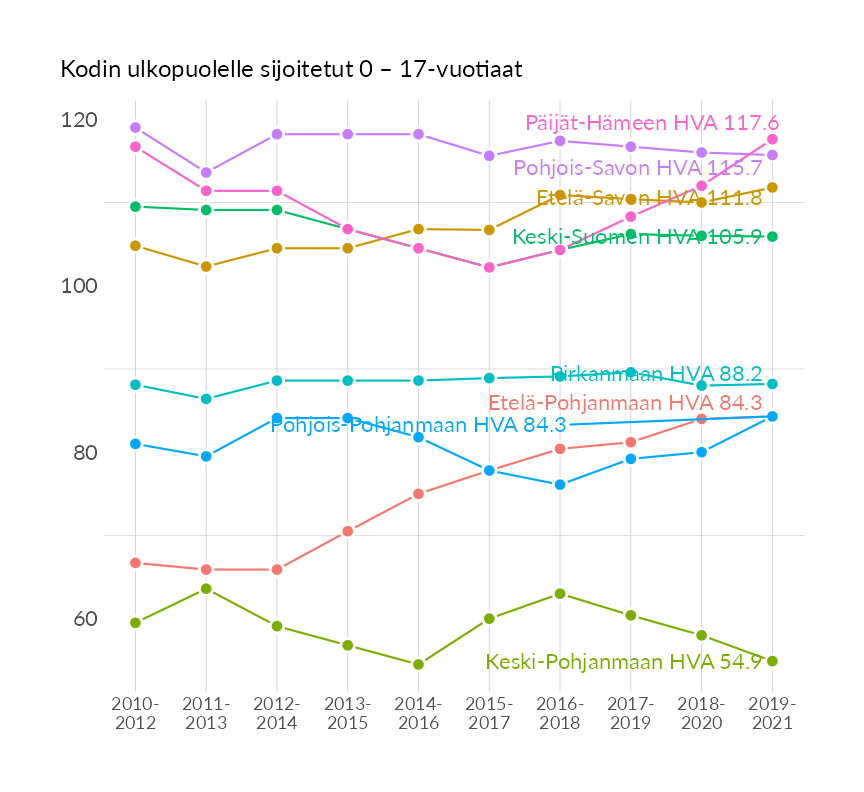 Kodin ulkopuolelle sijoitetut 0 – 17-vuotiaat
120
Päijät-Hämeen HVA 117.6
Pohjois-Savon HVA 115.7
Etelä-Savon HVA 111.8
Keski-Suomen HVA 105.9
100
Pirkanmaan HVA 88.2
Etelä-Pohjanmaan HVA 84.3
Pohjois-Pohjanmaan HVA 84.3
80
60
Keski-Pohjanmaan HVA 54.9
2010- 2011- 2012- 2013- 2014- 2015- 2016- 2017- 2018- 2019-
2012 2013 2014 2015 2016 2017 2018 2019 2020 2021